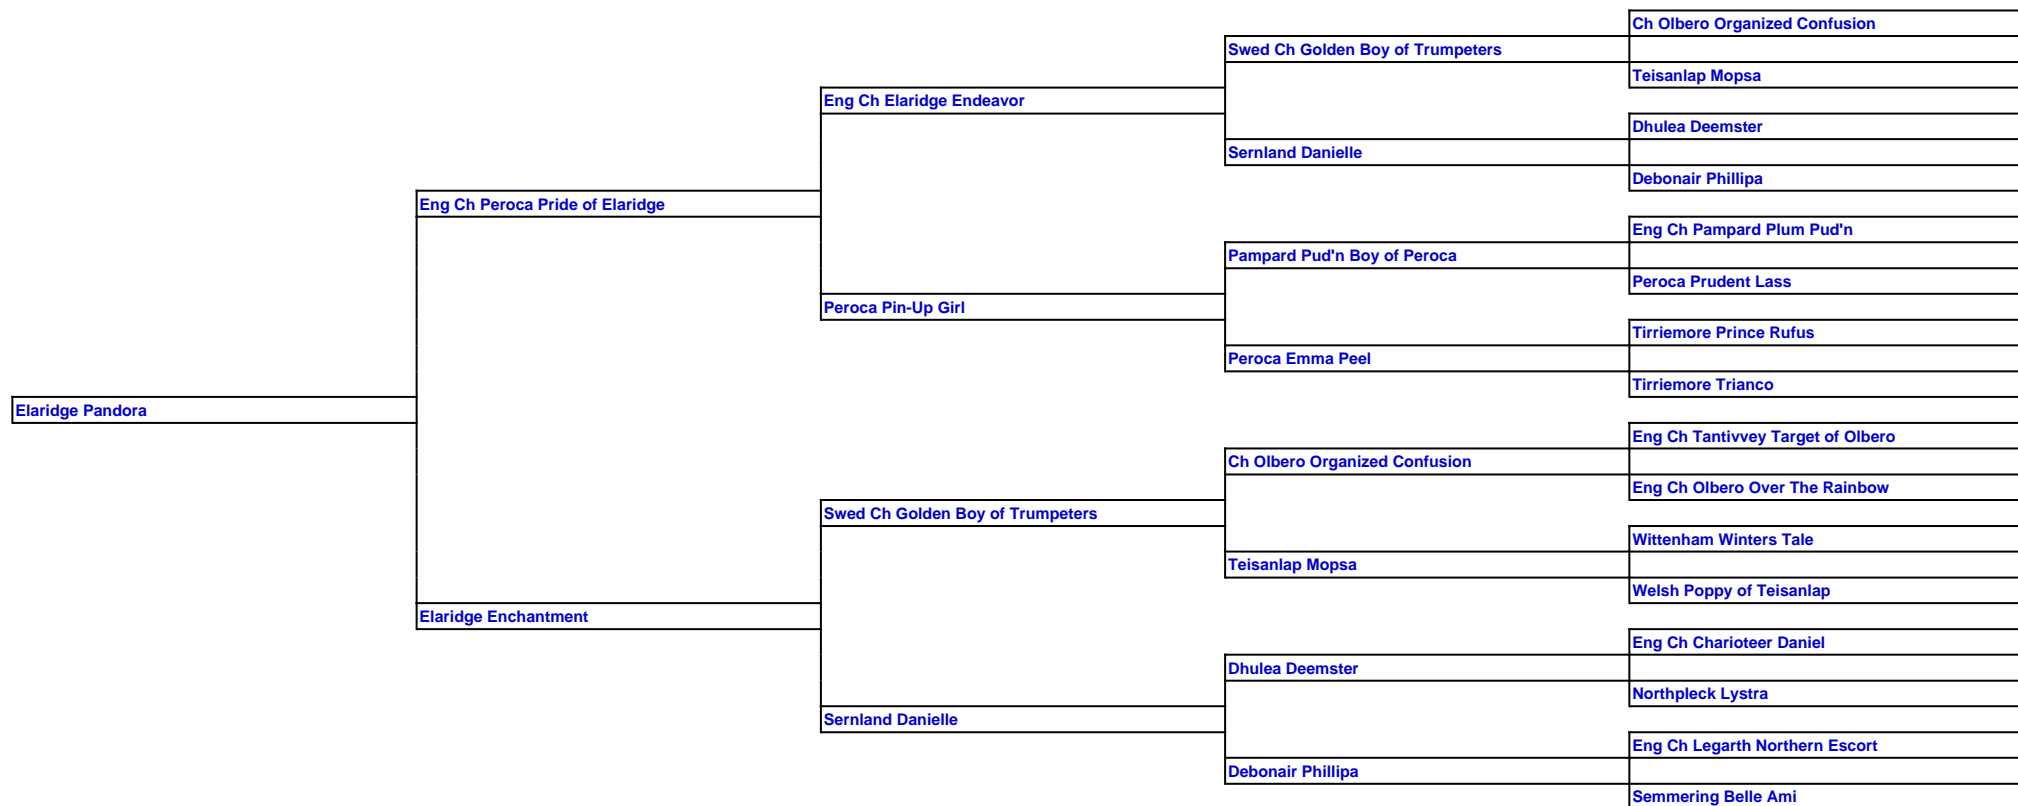 Ch Olbero Organized Confusion
Swed Ch Golden Boy of Trumpeters
Teisanlap Mopsa
Eng Ch Elaridge Endeavor
Dhulea Deemster
Sernland Danielle
Debonair Phillipa
Eng Ch Peroca Pride of Elaridge
Eng Ch Pampard Plum Pud'n
Pampard Pud'n Boy of Peroca
Peroca Prudent Lass
Peroca Pin-Up Girl
Tirriemore Prince Rufus
Peroca Emma Peel
Tirriemore Trianco
Elaridge Pandora
Eng Ch Tantivvey Target of Olbero
Ch Olbero Organized Confusion
Eng Ch Olbero Over The Rainbow
Swed Ch Golden Boy of Trumpeters
Wittenham Winters Tale
Teisanlap Mopsa
Welsh Poppy of Teisanlap
Elaridge Enchantment
Eng Ch Charioteer Daniel
Dhulea Deemster
Northpleck Lystra
Sernland Danielle
Eng Ch Legarth Northern Escort
Debonair Phillipa
Semmering Belle Ami